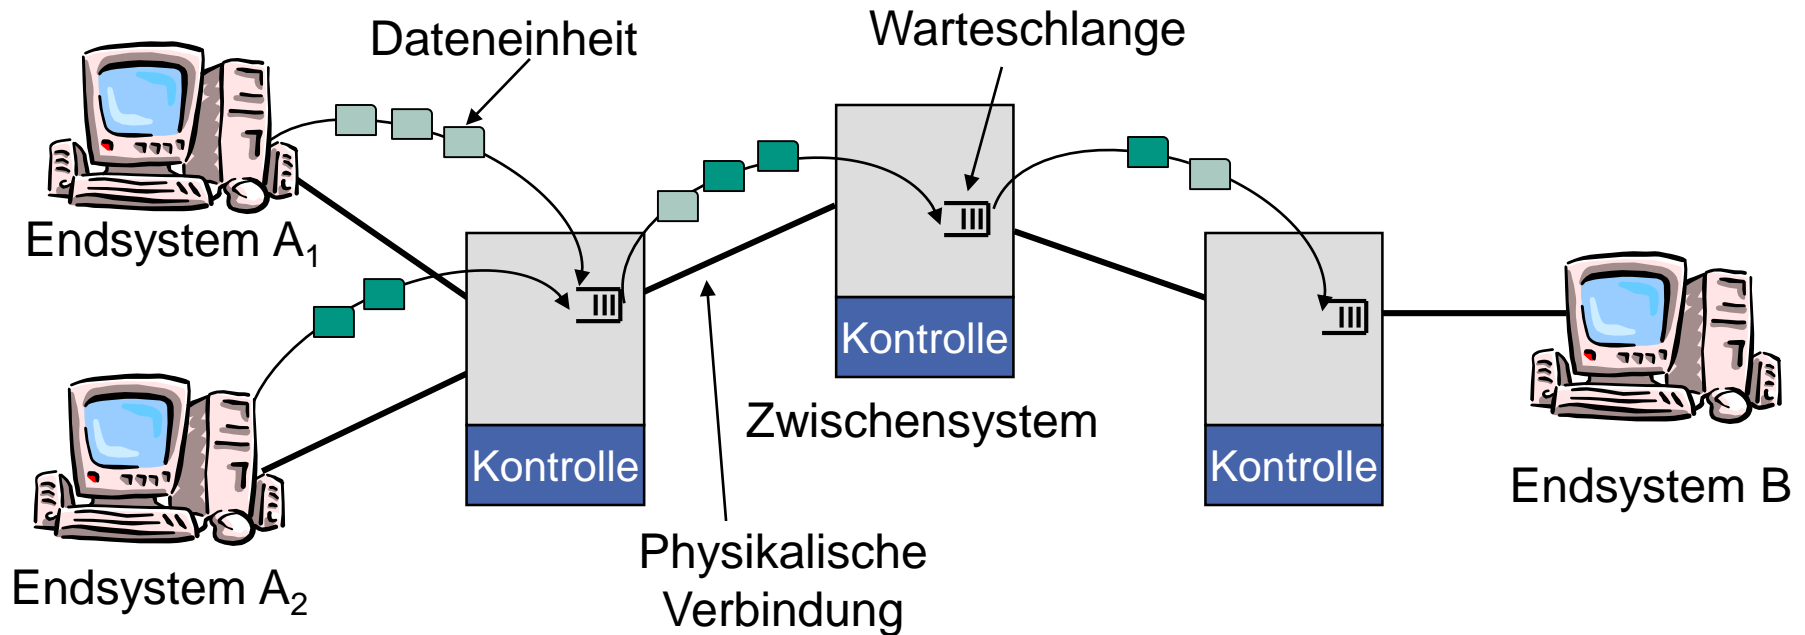 Dateneinheit
Warteschlange
Endsystem A₁
Kontrolle
Zwischensystem
Kontrolle
Kontrolle
Endsystem B
Physikalische
Verbindung
Endsystem A₂